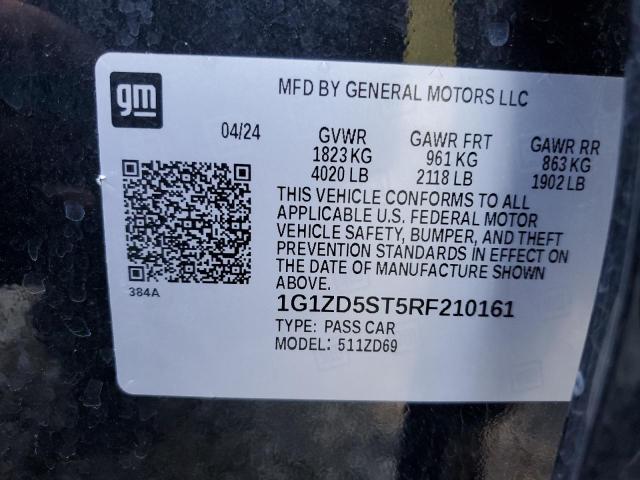 gm
MFD BY GENERAL MOTORS LLC
04/24
GVWR
1823 KG
4020 LB
GAWR FRT
961 KG
2118 LB
GAWR RR
863 KG
1902 LB
THIS VEHICLE CONFORMS TO ALL
APPLICABLE U.S. FEDERAL MOTOR
VEHICLE SAFETY, BUMPER, AND THEFT
PREVENTION STANDARDS IN EFFECT ON
THE DATE OF MANUFACTURE SHOWN
ABOVE.
384A
1G1ZD5ST5RF210161
TYPE: PASS CAR
MODEL: 511ZD69